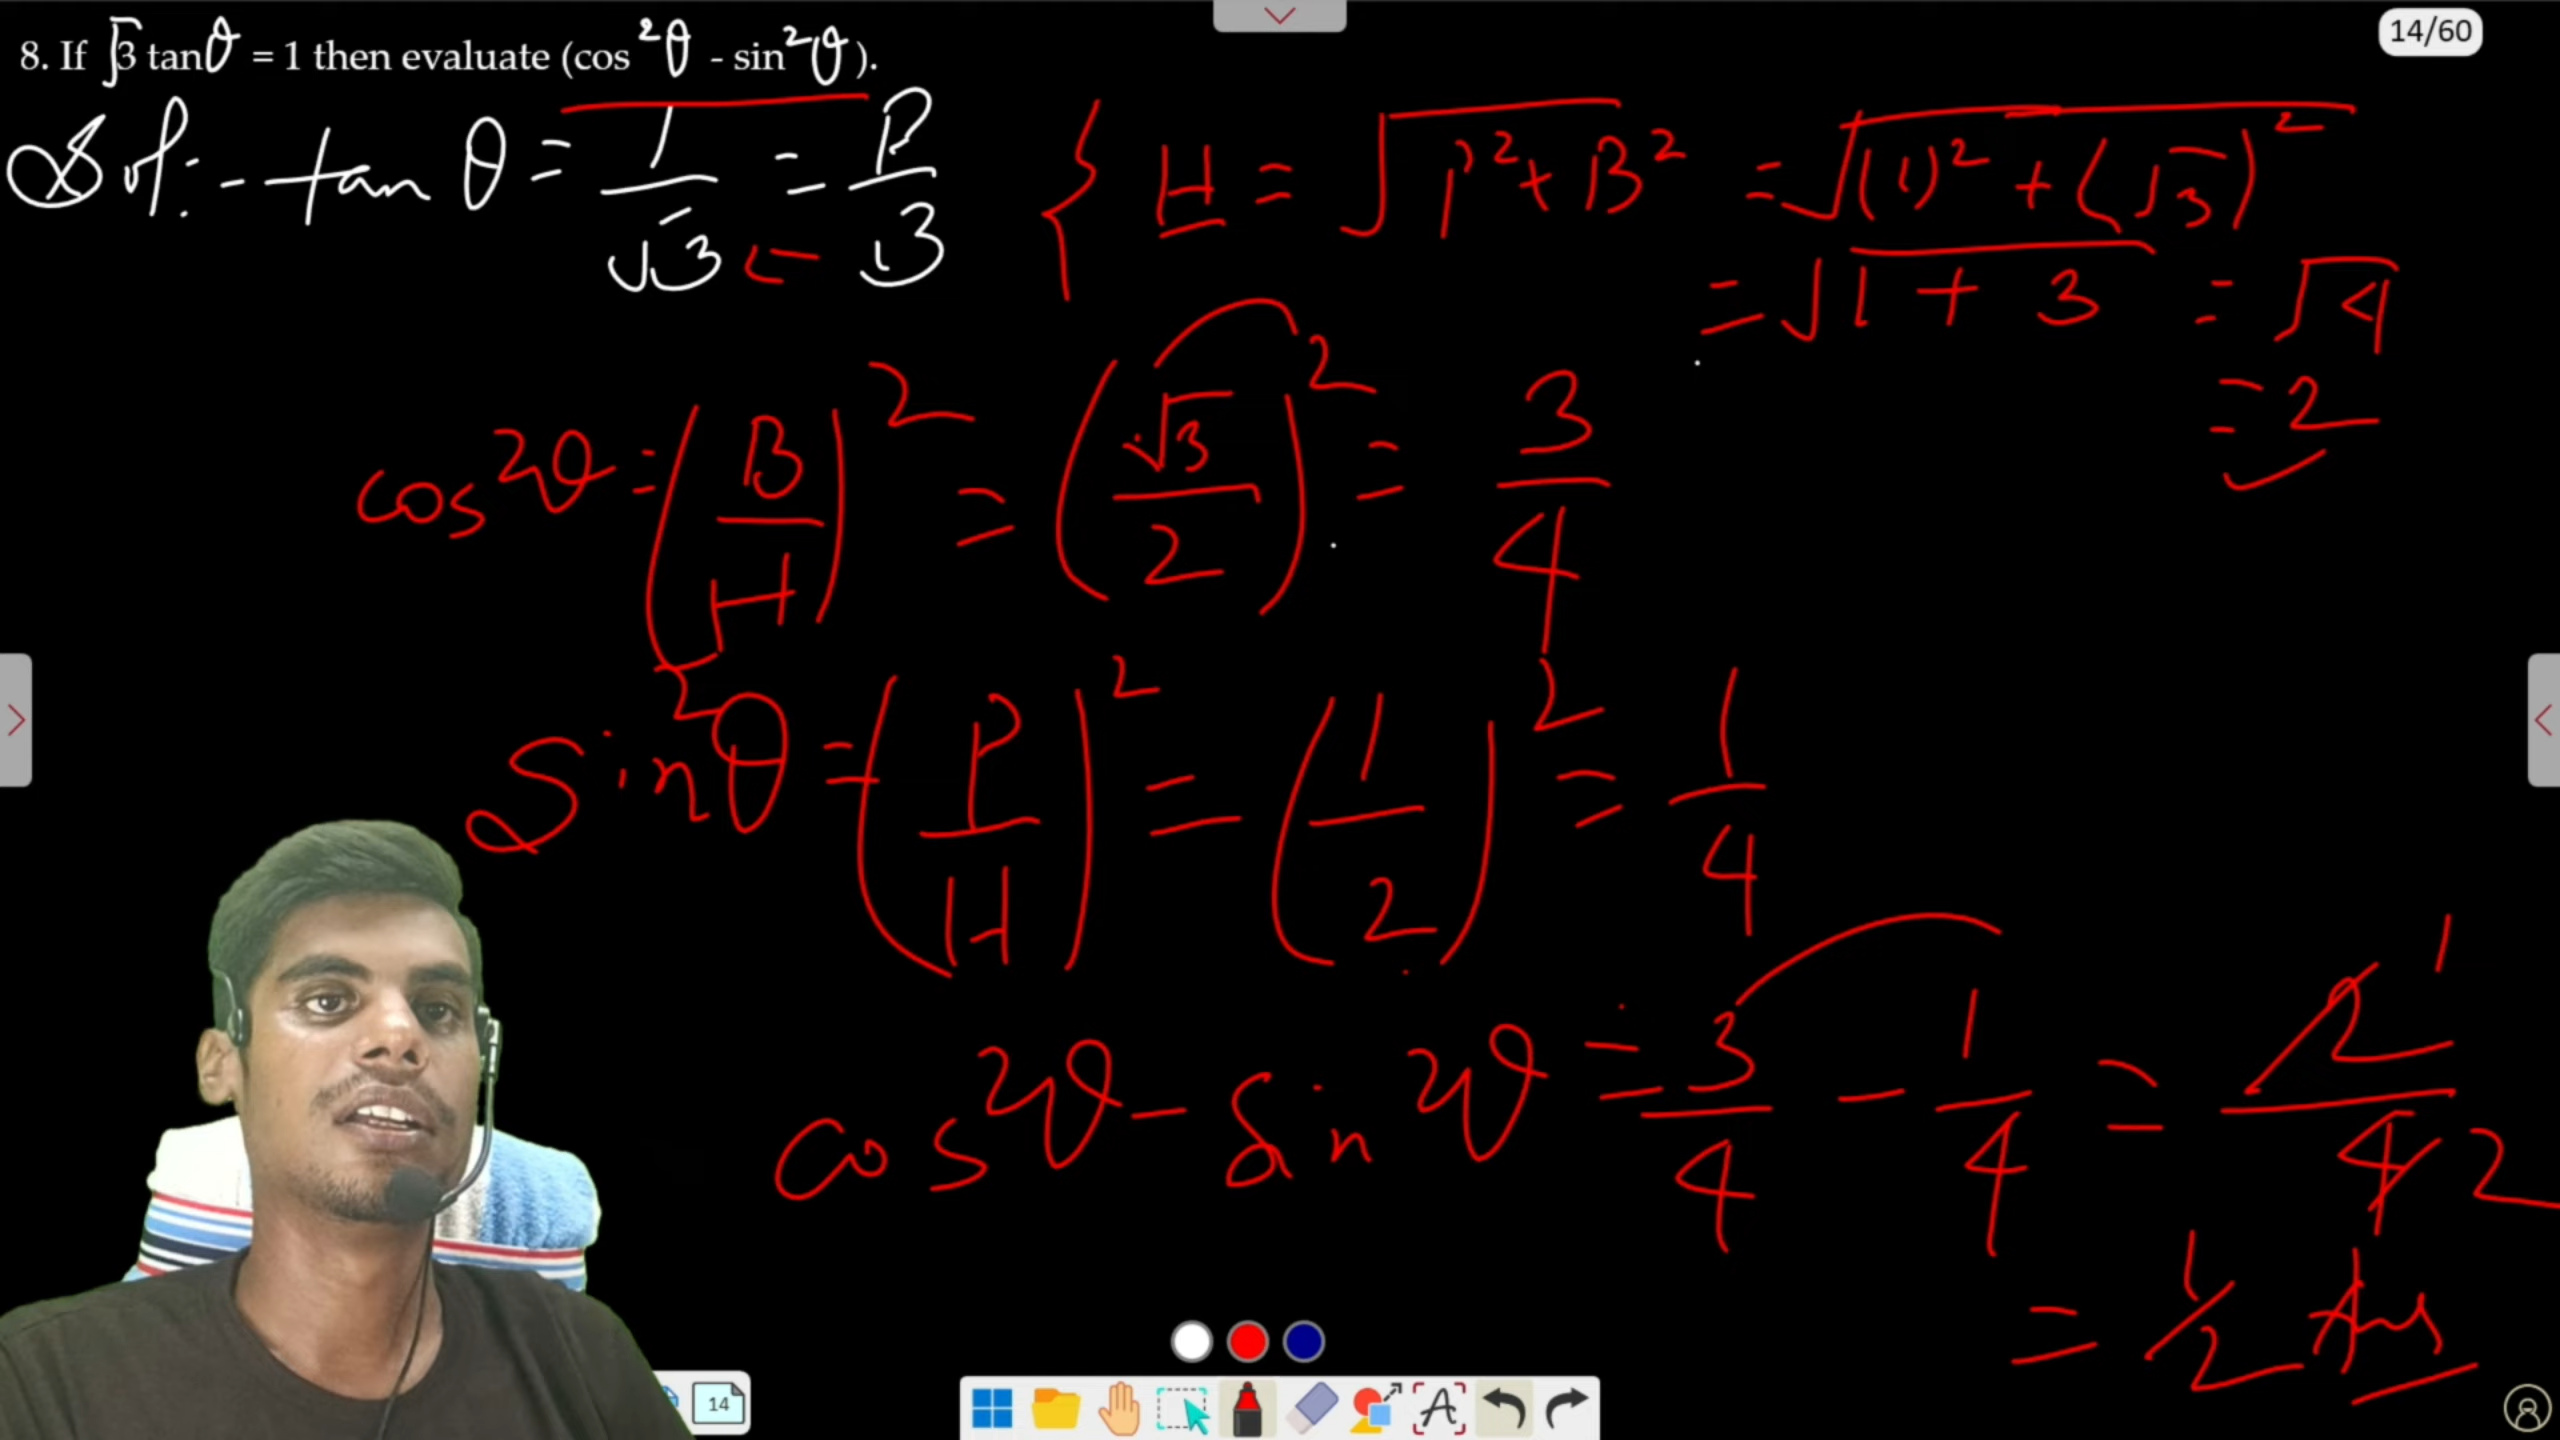 14/60
8. If √3 tanθ = 1 then evaluate (cos²θ - sin²θ).
Sol:- tan θ = 1/√3 = P/B
H = √P²+B² = √(1)²+(√3)²
= √1+3 = √4
= 2
cos²θ = (B/H)² = (√3/2)² = 3/4
sin²θ = (P/H)² = (1/2)² = 1/4
cos²θ - sin²θ = 3/4 - 1/4 = 2/4 1 2
= 1/2 Ans
14